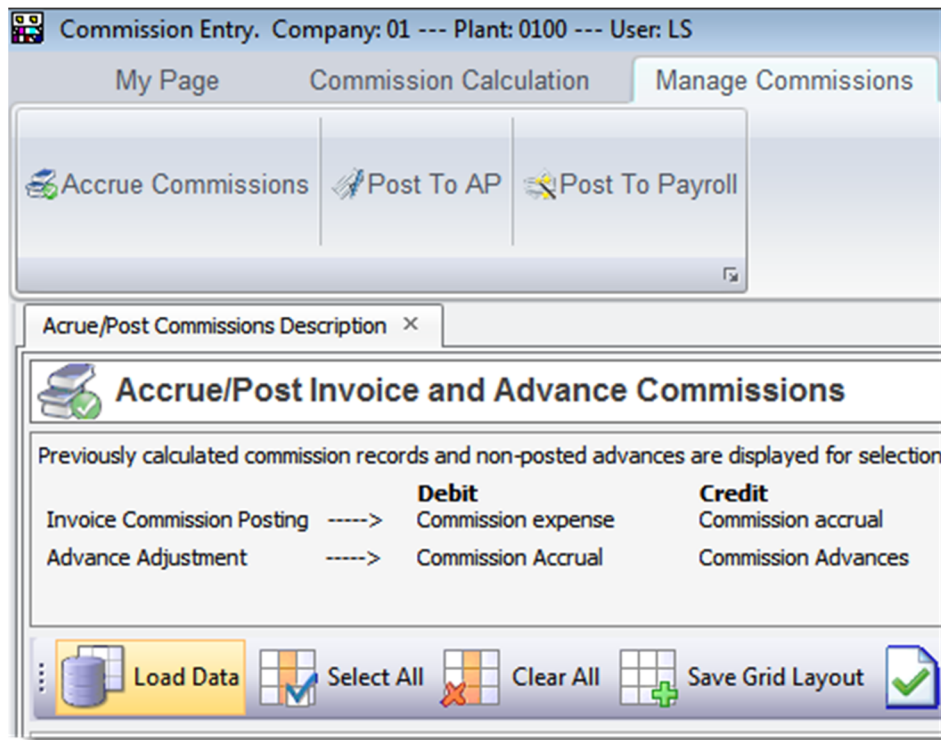 Commission Entry. Company: 01 --- Plant: 0100 --- User: LS
My Page Commission Calculation Manage Commissions
Accrue Commissions Post To AP Post To Payroll
Acrue/Post Commissions Description ×
Accrue/Post Invoice and Advance Commissions
Previously calculated commission records and non-posted advances are displayed for selection
Debit Credit
Invoice Commission Posting -----> Commission expense Commission accrual
Advance Adjustment -----> Commission Accrual Commission Advances
Load Data Select All Clear All Save Grid Layout